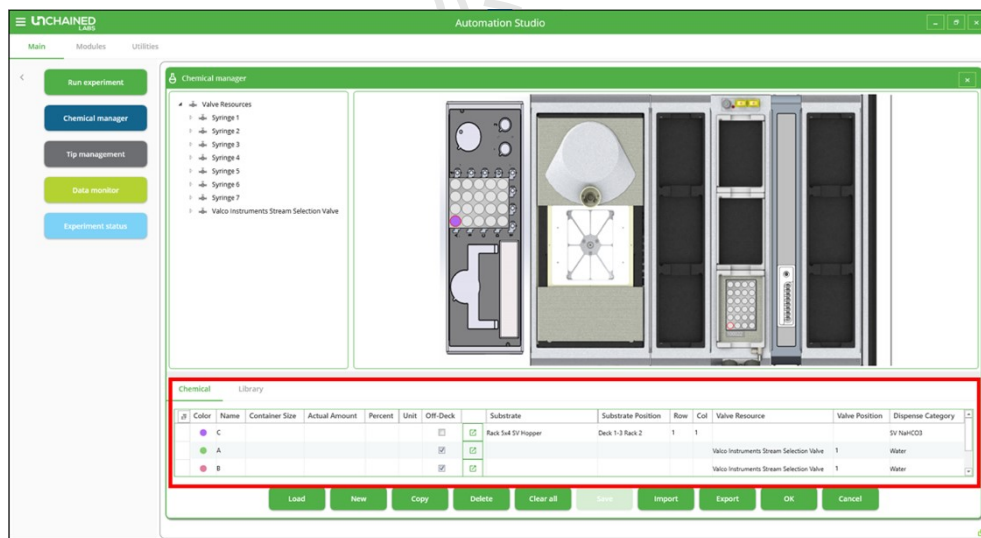 UNCHAINED LABS
Automation Studio
Main Modules Utilities
Run experiment
Chemical manager
Tip management
Data monitor
Experiment status
Chemical manager
Valve Resources
Syringe 1
Syringe 2
Syringe 3
Syringe 4
Syringe 5
Syringe 6
Syringe 7
Valco Instruments Stream Selection Valve
Chemical Library
Color Name Container Size Actual Amount Percent Unit Off-Deck Substrate Substrate Position Row Col Valve Resource Valve Position Dispense Category
C Rack 5x4 SV Hopper Deck 1-3 Rack 2 1 1 SV NaHCO3
A Valco Instruments Stream Selection Valve 1 Water
B Valco Instruments Stream Selection Valve 1 Water
Load New Copy Delete Clear all Save Import Export OK Cancel